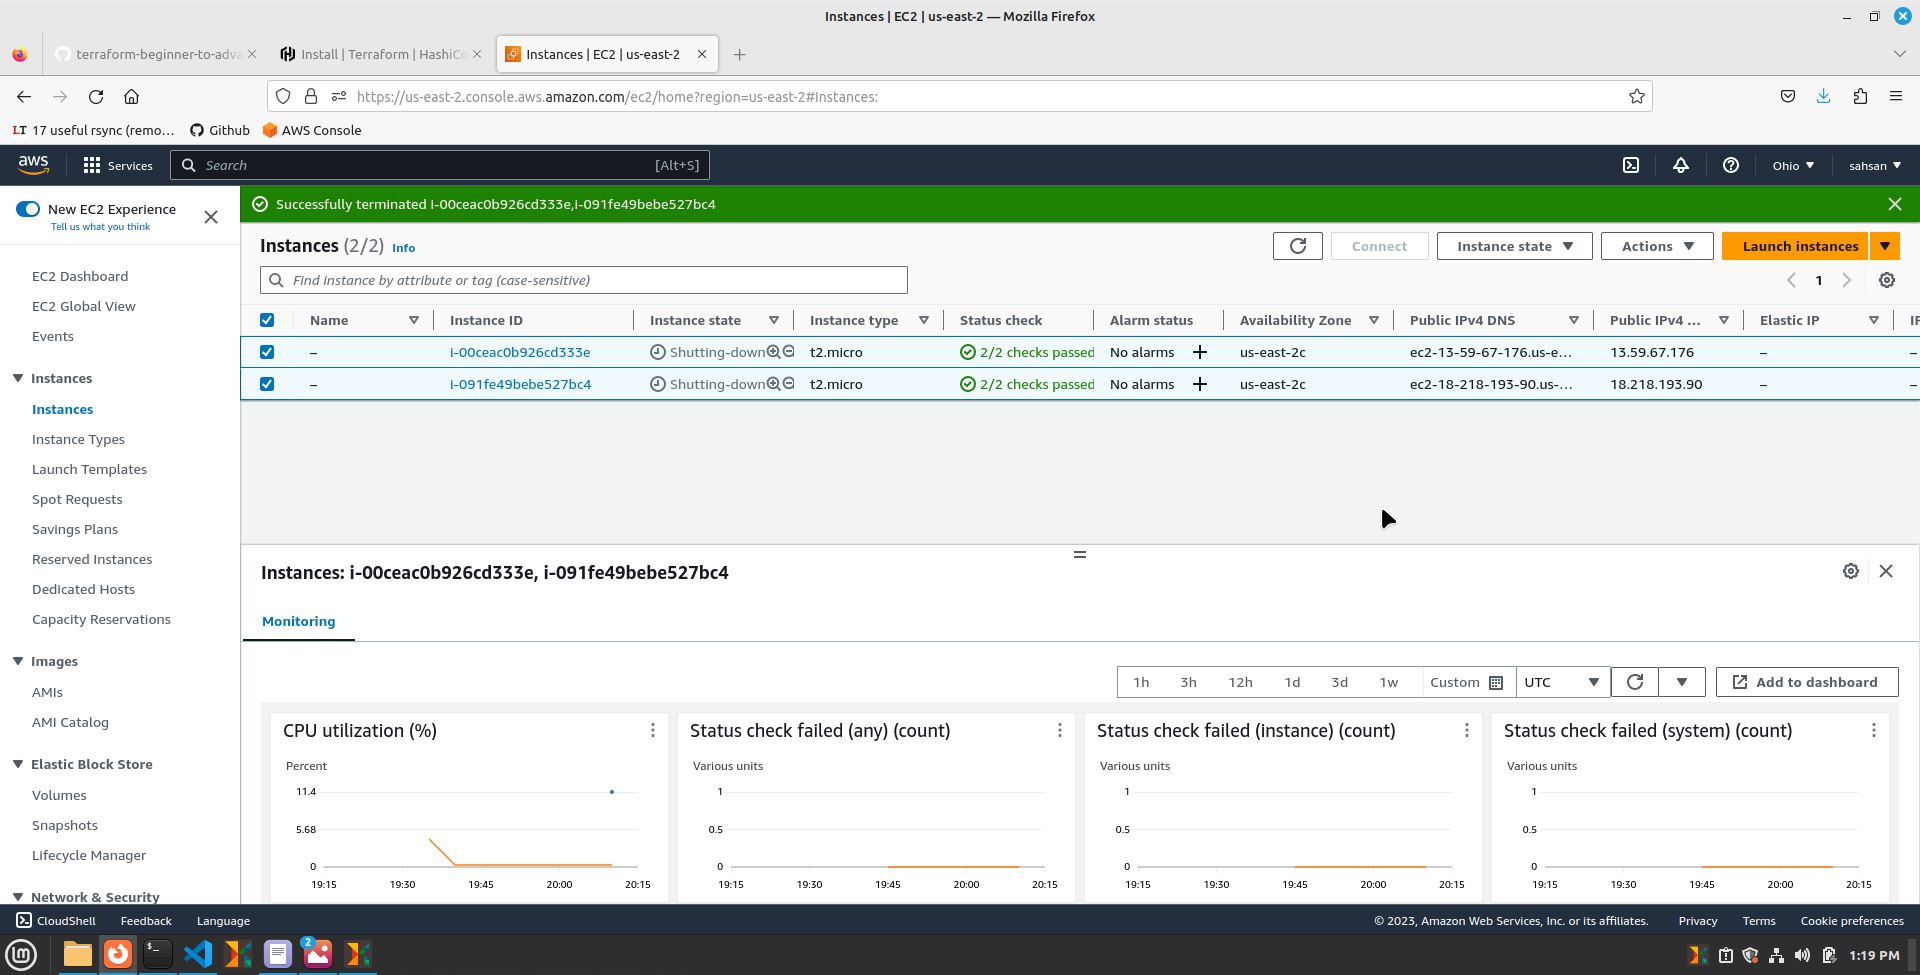 Instances | EC2 | us-east-2 — Mozilla Firefox
terraform-beginner-to-adva
Install | Terraform | HashiCo
Instances | EC2 | us-east-2
https://us-east-2.console.aws.amazon.com/ec2/home?region=us-east-2#Instances:
LT 17 useful rsync (remo…
Github
AWS Console
aws
Services
Search
[Alt+S]
Ohio
sahsan
New EC2 Experience
Tell us what you think
Successfully terminated i-00ceac0b926cd333e,i-091fe49bebe527bc4
Instances (2/2) Info
Connect
Instance state
Actions
Launch instances
Find instance by attribute or tag (case-sensitive)
1
Name
Instance ID
Instance state
Instance type
Status check
Alarm status
Availability Zone
Public IPv4 DNS
Public IPv4 ...
Elastic IP
IP
– i-00ceac0b926cd333e Shutting-down t2.micro 2/2 checks passed No alarms + us-east-2c ec2-13-59-67-176.us-e… 13.59.67.176 – –
– i-091fe49bebe527bc4 Shutting-down t2.micro 2/2 checks passed No alarms + us-east-2c ec2-18-218-193-90.us-… 18.218.193.90 – –
EC2 Dashboard
EC2 Global View
Events
Instances
Instances
Instance Types
Launch Templates
Spot Requests
Savings Plans
Reserved Instances
Dedicated Hosts
Capacity Reservations
Images
AMIs
AMI Catalog
Elastic Block Store
Volumes
Snapshots
Lifecycle Manager
Network & Security
Instances: i-00ceac0b926cd333e, i-091fe49bebe527bc4
Monitoring
1h 3h 12h 1d 3d 1w Custom UTC
Add to dashboard
CPU utilization (%)
Percent
11.4
5.68
0
19:15 19:30 19:45 20:00 20:15
Status check failed (any) (count)
Various units
1
0.5
0
19:15 19:30 19:45 20:00 20:15
Status check failed (instance) (count)
Various units
1
0.5
0
19:15 19:30 19:45 20:00 20:15
Status check failed (system) (count)
Various units
1
0.5
0
19:15 19:30 19:45 20:00 20:15
CloudShell Feedback Language
© 2023, Amazon Web Services, Inc. or its affiliates. Privacy Terms Cookie preferences
2
1:19 PM